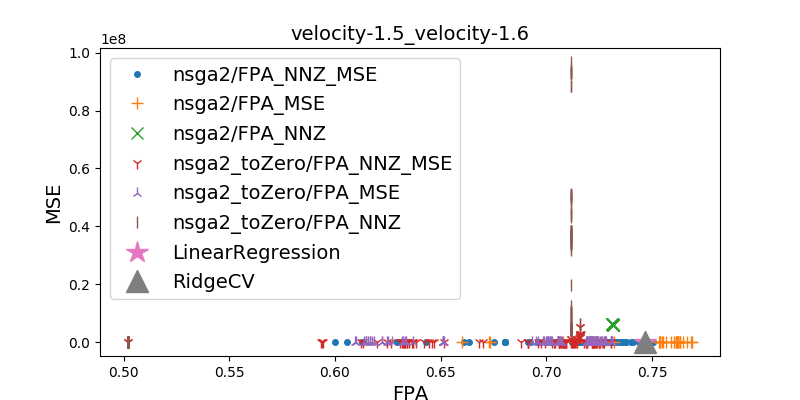 velocity-1.5_velocity-1.6
1e8
1.0
0.8
0.6
0.4
0.2
0.0
MSE
nsga2/FPA_NNZ_MSE
nsga2/FPA_MSE
nsga2/FPA_NNZ
nsga2_toZero/FPA_NNZ_MSE
nsga2_toZero/FPA_MSE
nsga2_toZero/FPA_NNZ
LinearRegression
RidgeCV
0.50 0.55 0.60 0.65 0.70 0.75
FPA